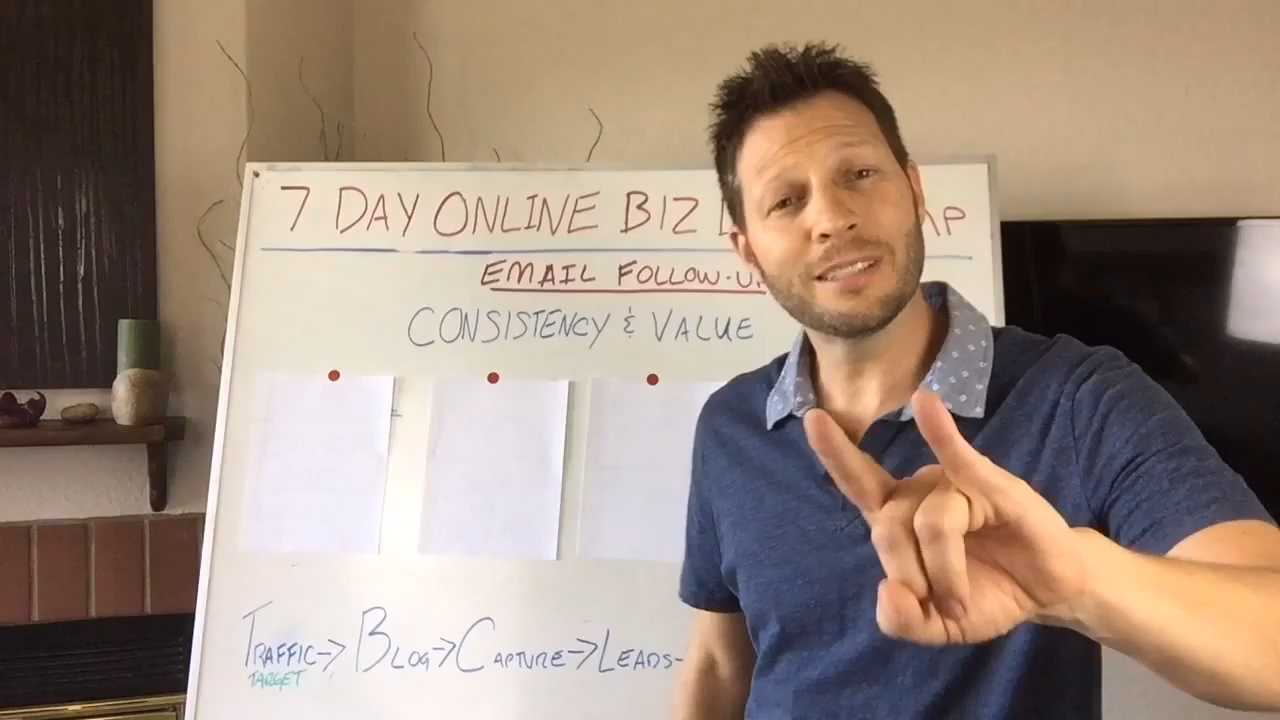 7 DAY ONLINE BIZ
EMAIL FOLLOW-U
CONSISTENCY & VALUE
TRAFFIC→ BLOG→ CAPTURE→ LEADS-
TARGET